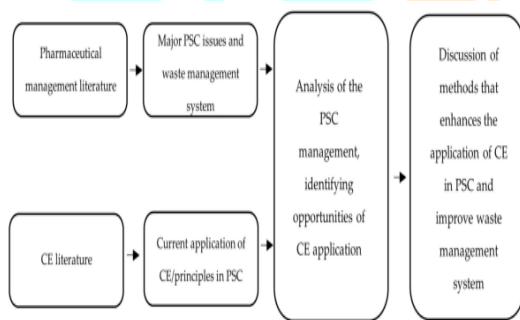 Pharmaceutical
management literature
Major PSC issues and
waste management
system
CE literature
Current application of
CE/principles in PSC
Analysis of the
PSC
management,
identifying
opportunities of
CE application
Discussion of
methods that
enhances the
application of CE
in PSC and
improve waste
management
system